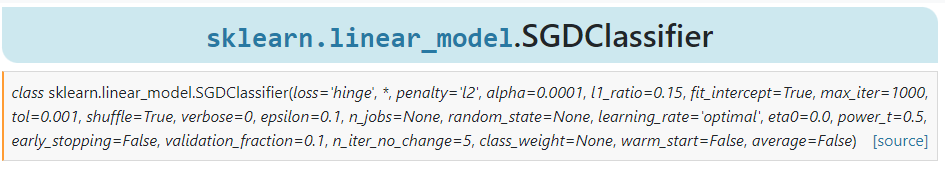 sklearn.linear_model.SGDClassifier
class sklearn.linear_model.SGDClassifier(loss='hinge', *, penalty='l2', alpha=0.0001, l1_ratio=0.15, fit_intercept=True, max_iter=1000,
tol=0.001, shuffle=True, verbose=0, epsilon=0.1, n_jobs=None, random_state=None, learning_rate='optimal', eta0=0.0, power_t=0.5,
early_stopping=False, validation_fraction=0.1, n_iter_no_change=5, class_weight=None, warm_start=False, average=False) [source]